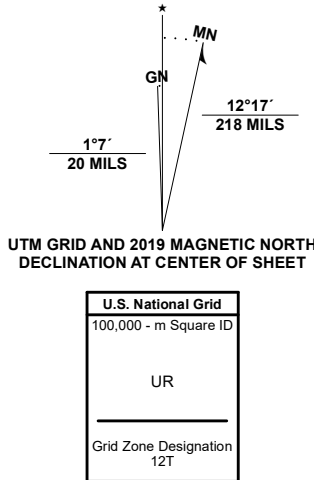 ★
MN
GN
12°17´
218 MILS
1°7´
20 MILS
UTM GRID AND 2019 MAGNETIC NORTH
DECLINATION AT CENTER OF SHEET
U.S. National Grid
100,000 - m Square ID
UR
Grid Zone Designation
12T